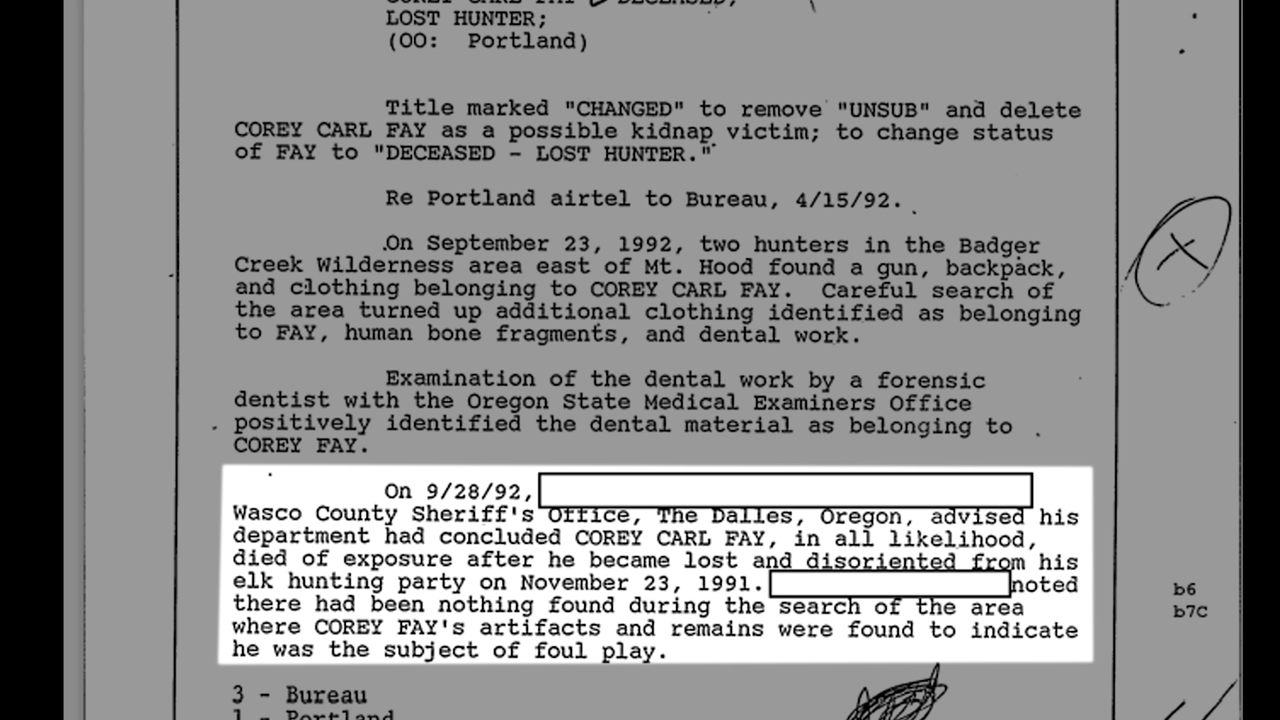 LOST HUNTER;
(OO: Portland)
Title marked "CHANGED" to remove "UNSUB" and delete
COREY CARL FAY as a possible kidnap victim; to change status
of FAY to "DECEASED - LOST HUNTER."
Re Portland airtel to Bureau, 4/15/92.
On September 23, 1992, two hunters in the Badger
Creek Wilderness area east of Mt. Hood found a gun, backpack,
and clothing belonging to COREY CARL FAY. Careful search of
the area turned up additional clothing identified as belonging
to FAY, human bone fragments, and dental work.
Examination of the dental work by a forensic
dentist with the Oregon State Medical Examiners Office
positively identified the dental material as belonging to
COREY FAY.
On 9/28/92,
Wasco County Sheriff's Office, The Dalles, Oregon, advised his
department had concluded COREY CARL FAY, in all likelihood,
died of exposure after he became lost and disoriented from his
elk hunting party on November 23, 1991. noted
there had been nothing found during the search of the area
where COREY FAY's artifacts and remains were found to indicate
he was the subject of foul play.
b6
b7C
3 - Bureau
1 - Portland